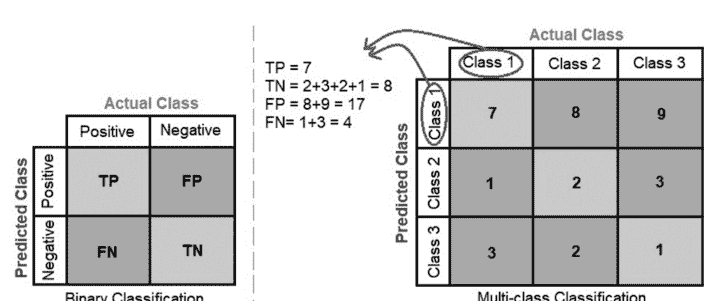 Actual Class
Positive Negative
Predicted Class
Positive TP FP
Negative FN TN
Binary Classification
TP = 7
TN = 2+3+2+1 = 8
FP = 8+9 = 17
FN= 1+3 = 4
Actual Class
Class 1 Class 2 Class 3
Predicted Class
Class 1 7 8 9
Class 2 1 2 3
Class 3 3 2 1
Multi-class Classification